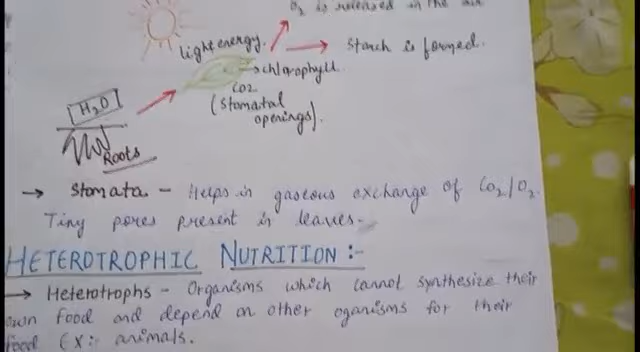 O2 is released in the air
Light energy.
Starch is formed.
chlorophyll
CO2
(Stomatal
openings).
H2O
Roots
→ Stomata - Helps in gaseous exchange of CO2/O2.
Tiny pores present in leaves.
HETEROTROPHIC NUTRITION :-
→ Heterotrophs - Organisms which cannot synthesize their
own food and depend on other oganisms for their
food Ex:- animals.